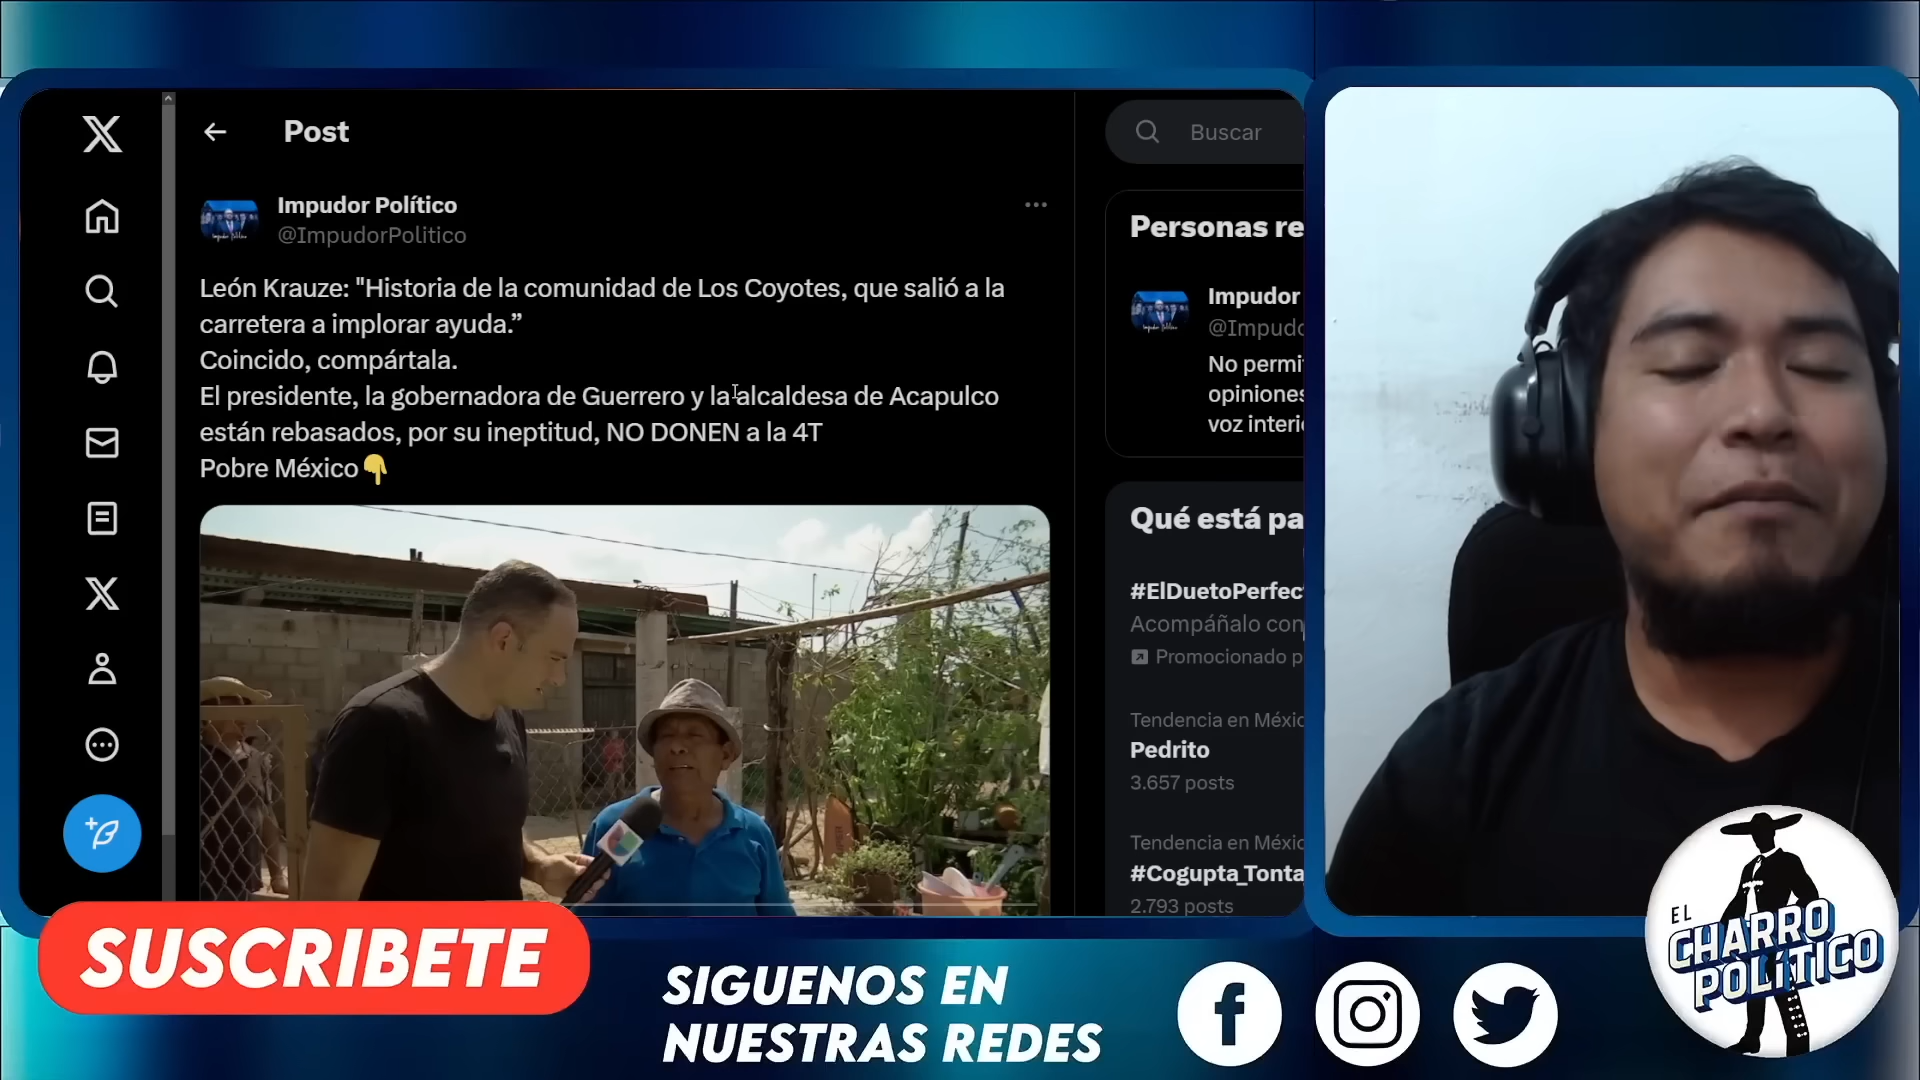 Post
Buscar
Impudor Político
@ImpudorPolitico
León Krauze: "Historia de la comunidad de Los Coyotes, que salió a la
carretera a implorar ayuda.”
Coincido, compártala.
El presidente, la gobernadora de Guerrero y la alcaldesa de Acapulco
están rebasados, por su ineptitud, NO DONEN a la 4T
Pobre México👇
Personas re
Impudor
@Impudo
No permi
opiniones
voz interi
Qué está pa
#ElDuetoPerfec
Acompáñalo con
Promocionado p
Tendencia en Méxic
Pedrito
3.657 posts
Tendencia en Méxic
#Cogupta_Tonta
2.793 posts
SUSCRIBETE
SIGUENOS EN
NUESTRAS REDES
EL
CHARRO
POLÍTICO